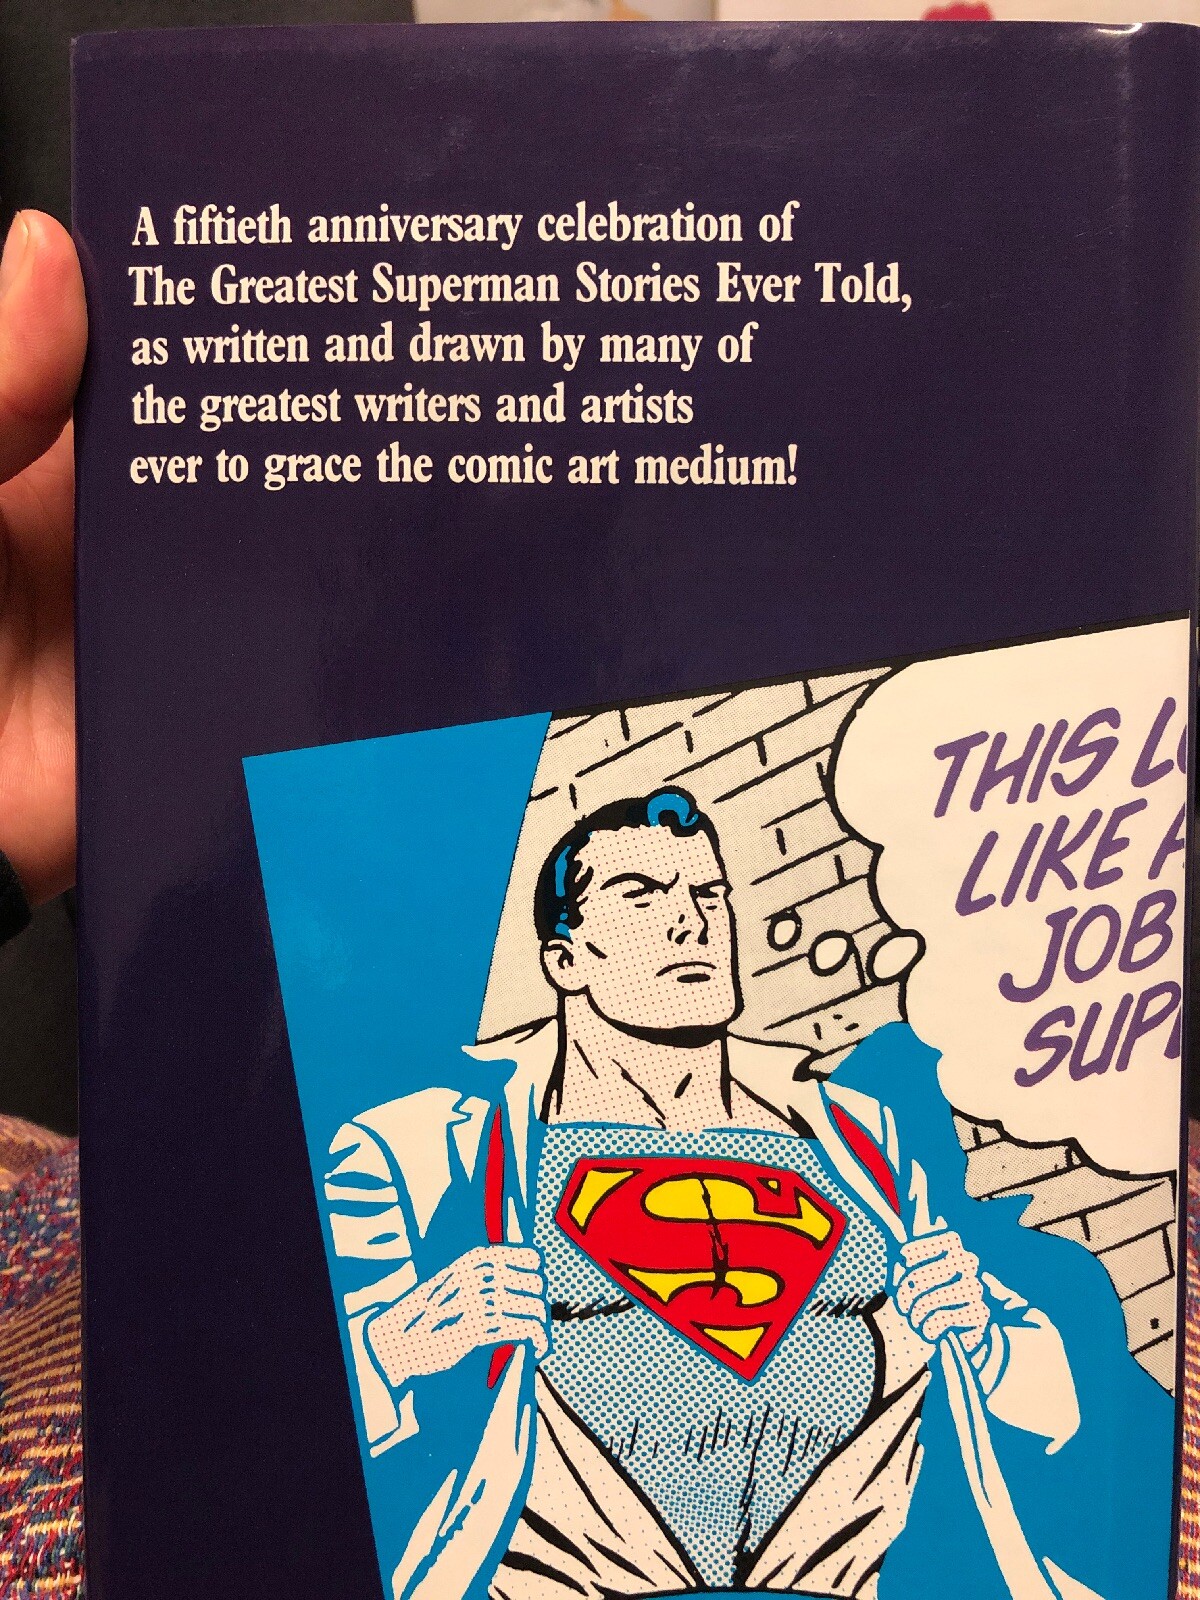 A fiftieth anniversary celebration of
The Greatest Superman Stories Ever Told,
as written and drawn by many of
the greatest writers and artists
ever to grace the comic art medium!
THIS
LIKE
JOB
S